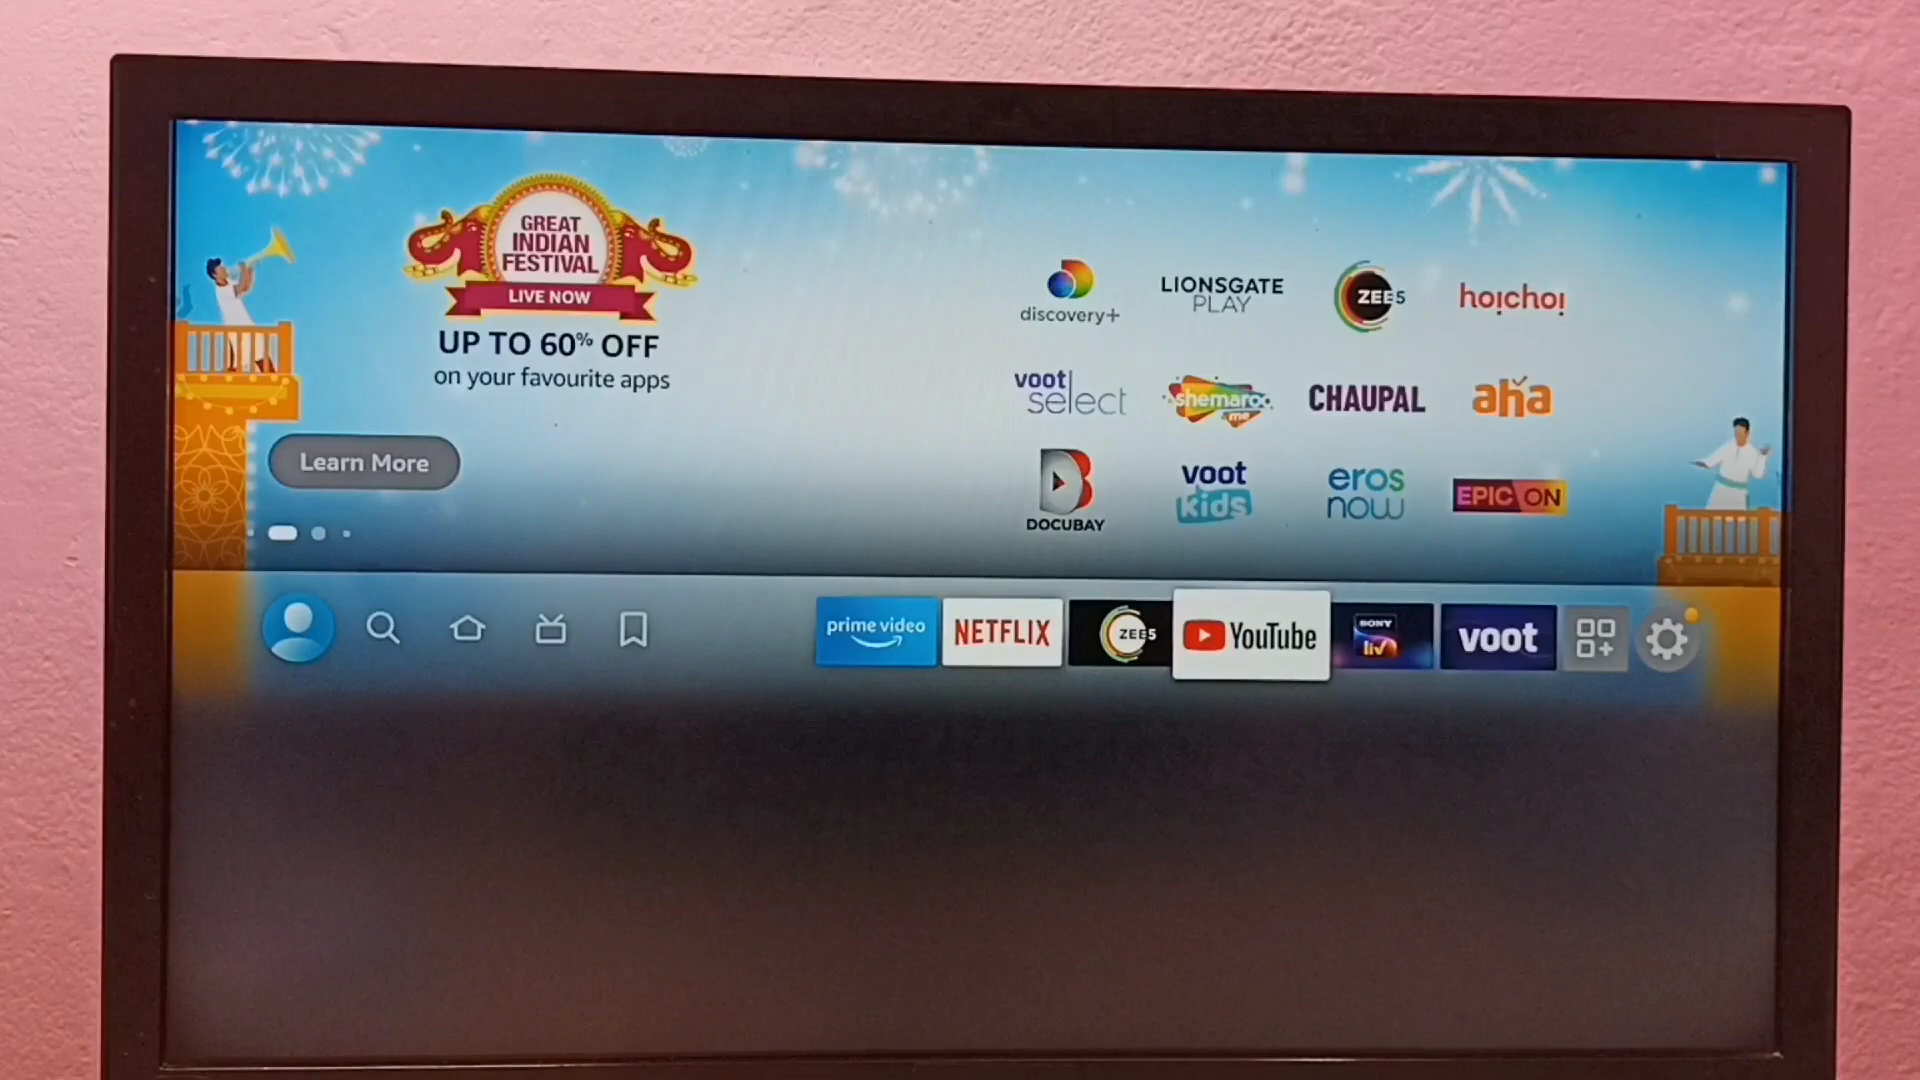 GREAT
INDIAN
FESTIVAL
LIVE NOW
UP TO 60% OFF
on your favourite apps
Learn More
discovery+
LIONSGATE
PLAY
ZEE5
hoichoi
voot
select
shemaroo
me
CHAUPAL
aha
DOCUBAY
voot
kids
eros
now
EPIC ON
prime video
NETFLIX
ZEE5
YouTube
SONY
liv
voot